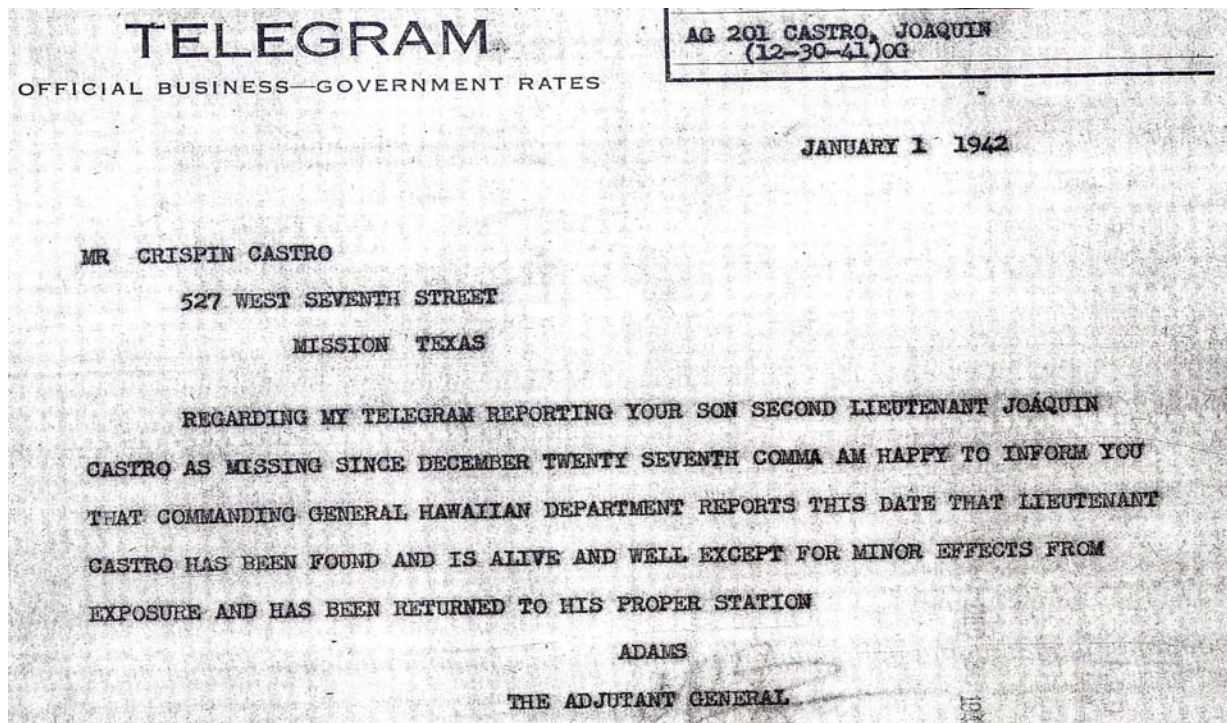 TELEGRAM
OFFICIAL BUSINESS—GOVERNMENT RATES
AG 201 CASTRO, JOAQUIN
(12-30-41)OG
JANUARY 1 1942
MR CRISPIN CASTRO
527 WEST SEVENTH STREET
MISSION TEXAS
REGARDING MY TELEGRAM REPORTING YOUR SON SECOND LIEUTENANT JOAQUIN
CASTRO AS MISSING SINCE DECEMBER TWENTY SEVENTH COMMA AM HAPPY TO INFORM YOU
THAT COMMANDING GENERAL HAWAIIAN DEPARTMENT REPORTS THIS DATE THAT LIEUTENANT
CASTRO HAS BEEN FOUND AND IS ALIVE AND WELL EXCEPT FOR MINOR EFFECTS FROM
EXPOSURE AND HAS BEEN RETURNED TO HIS PROPER STATION
ADAMS
THE ADJUTANT GENERAL